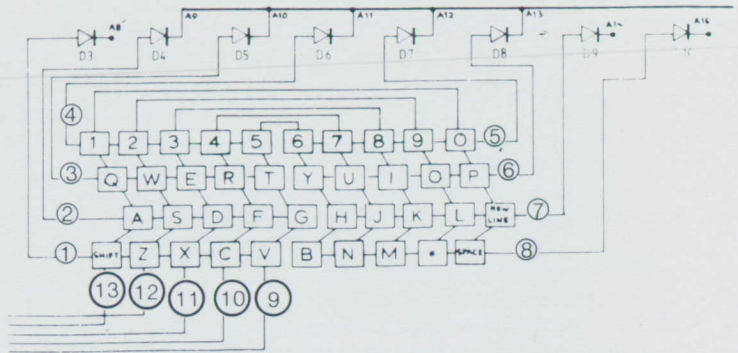 A8 A9 A10 A11 A12 A13 A14 A15
D3 D4 D5 D6 D7 D8 D9
④ 1 2 3 4 5 6 7 8 9 0 ⑤
③ Q W E R T Y U I O P ⑥
② A S D F G H J K L NEW LINE ⑦
① SHIFT Z X C V B N M . SPACE ⑧
⑬ ⑫ ⑪ ⑩ ⑨